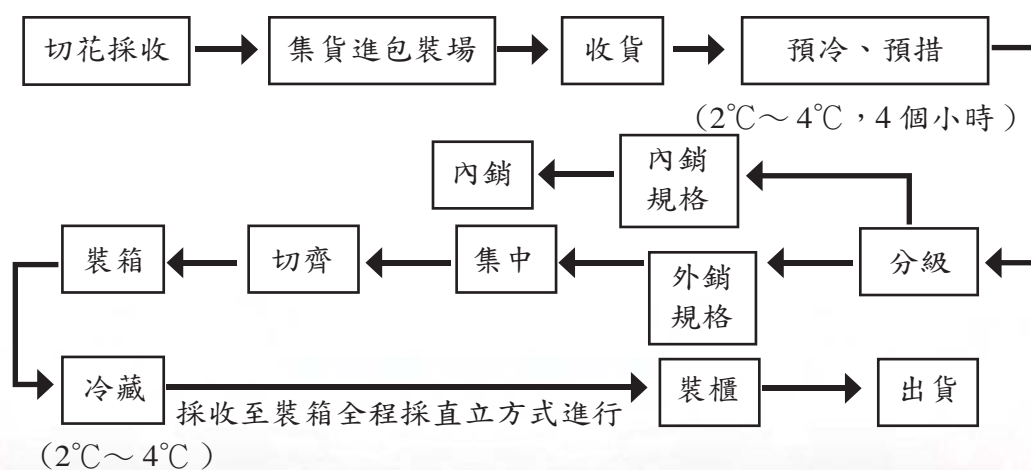 切花採收
集貨進包裝場
收貨
預冷、預措
(2℃～4℃，4個小時)
內銷
規格
內銷
分級
外銷
規格
集中
切齊
裝箱
冷藏
(2℃～4℃)
採收至裝箱全程採直立方式進行
裝櫃
出貨